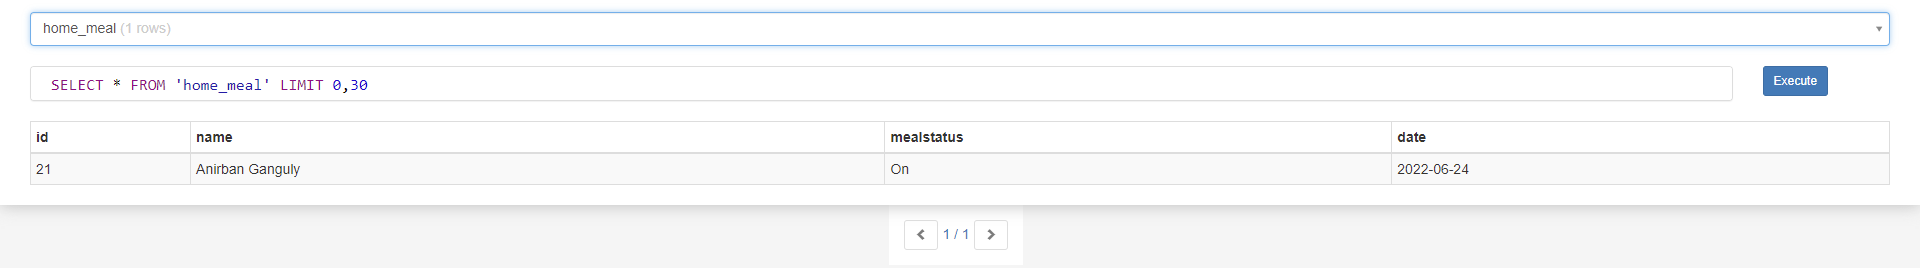 home_meal (1 rows)
SELECT * FROM 'home_meal' LIMIT 0,30
Execute
id name mealstatus date
21 Anirban Ganguly On 2022-06-24
1 / 1